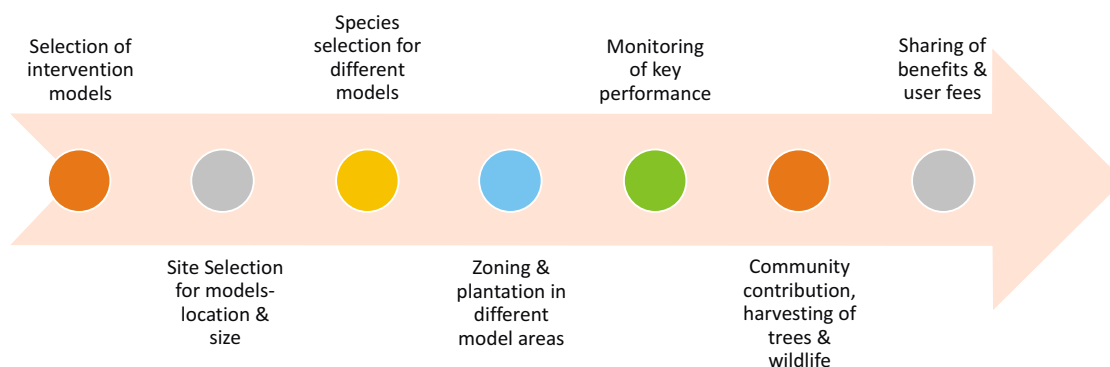 Selection of
intervention
models
Site Selection
for models-
location &
size
Species
selection for
different
models
Zoning &
plantation in
different
model areas
Monitoring
of key
performance
Community
contribution,
harvesting of
trees &
wildlife
Sharing of
benefits &
user fees